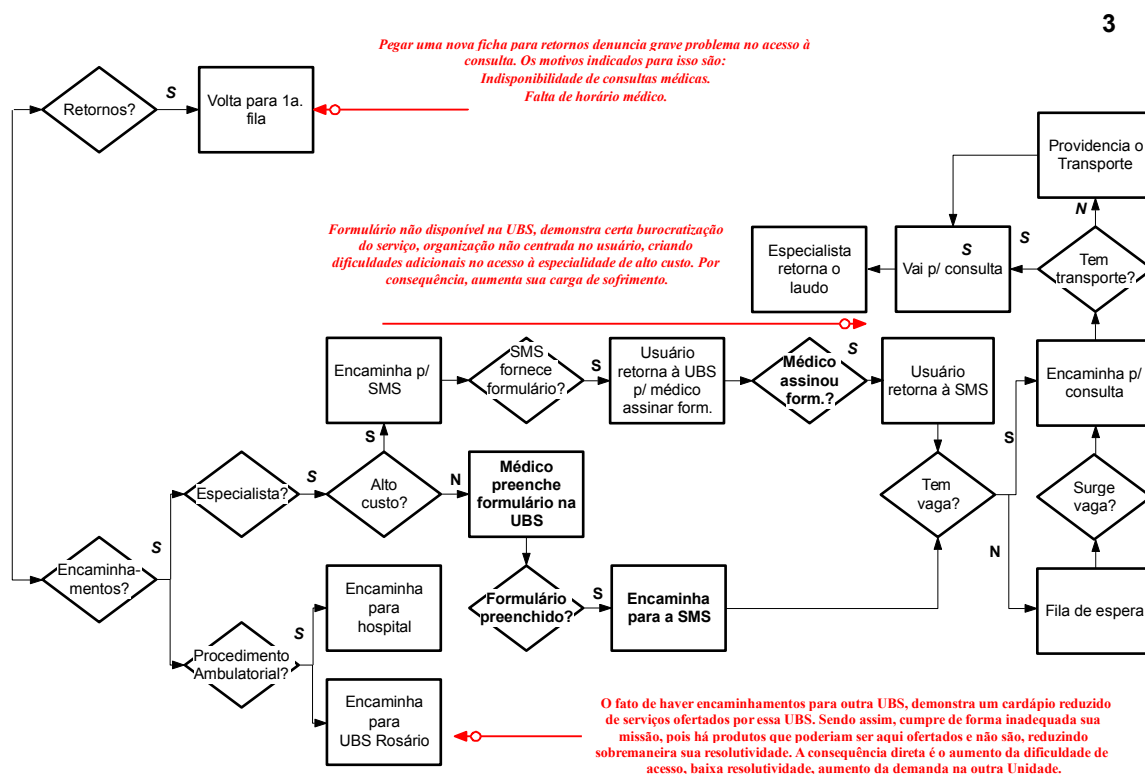 3
Pegar uma nova ficha para retornos denuncia grave problema no acesso à
consulta. Os motivos indicados para isso são:
Indisponibilidade de consultas médicas.
Falta de horário médico.
Retornos?
S
Volta para 1a.
fila
Providencia o
Transporte
N
Formulário não disponível na UBS, demonstra certa burocratização
do serviço, organização não centrada no usuário, criando
dificuldades adicionais no acesso à especialidade de alto custo. Por
consequência, aumenta sua carga de sofrimento.
Especialista
retorna o
laudo
S
Vai p/ consulta
S
Tem
transporte?
Encaminha p/
SMS
SMS
fornece
formulário?
S
Usuário
retorna à UBS
p/ médico
assinar form.
Médico
assinou
form.?
S
Usuário
retorna à SMS
Encaminha p/
consulta
S
S
Especialista?
S
Alto
custo?
N
Médico
preenche
formulário na
UBS
Tem
vaga?
Surge
vaga?
N
S
Encaminha-
mentos?
Encaminha
para
hospital
Formulário
preenchido?
S
Encaminha
para a SMS
Fila de espera
Procedimento
Ambulatorial?
S
Encaminha
para
UBS Rosário
O fato de haver encaminhamentos para outra UBS, demonstra um cardápio reduzido
de serviços ofertados por essa UBS. Sendo assim, cumpre de forma inadequada sua
missão, pois há produtos que poderiam ser aqui ofertados e não são, reduzindo
sobremaneira sua resolutividade. A consequência direta é o aumento da dificuldade de
acesso, baixa resolutividade, aumento da demanda na outra Unidade.